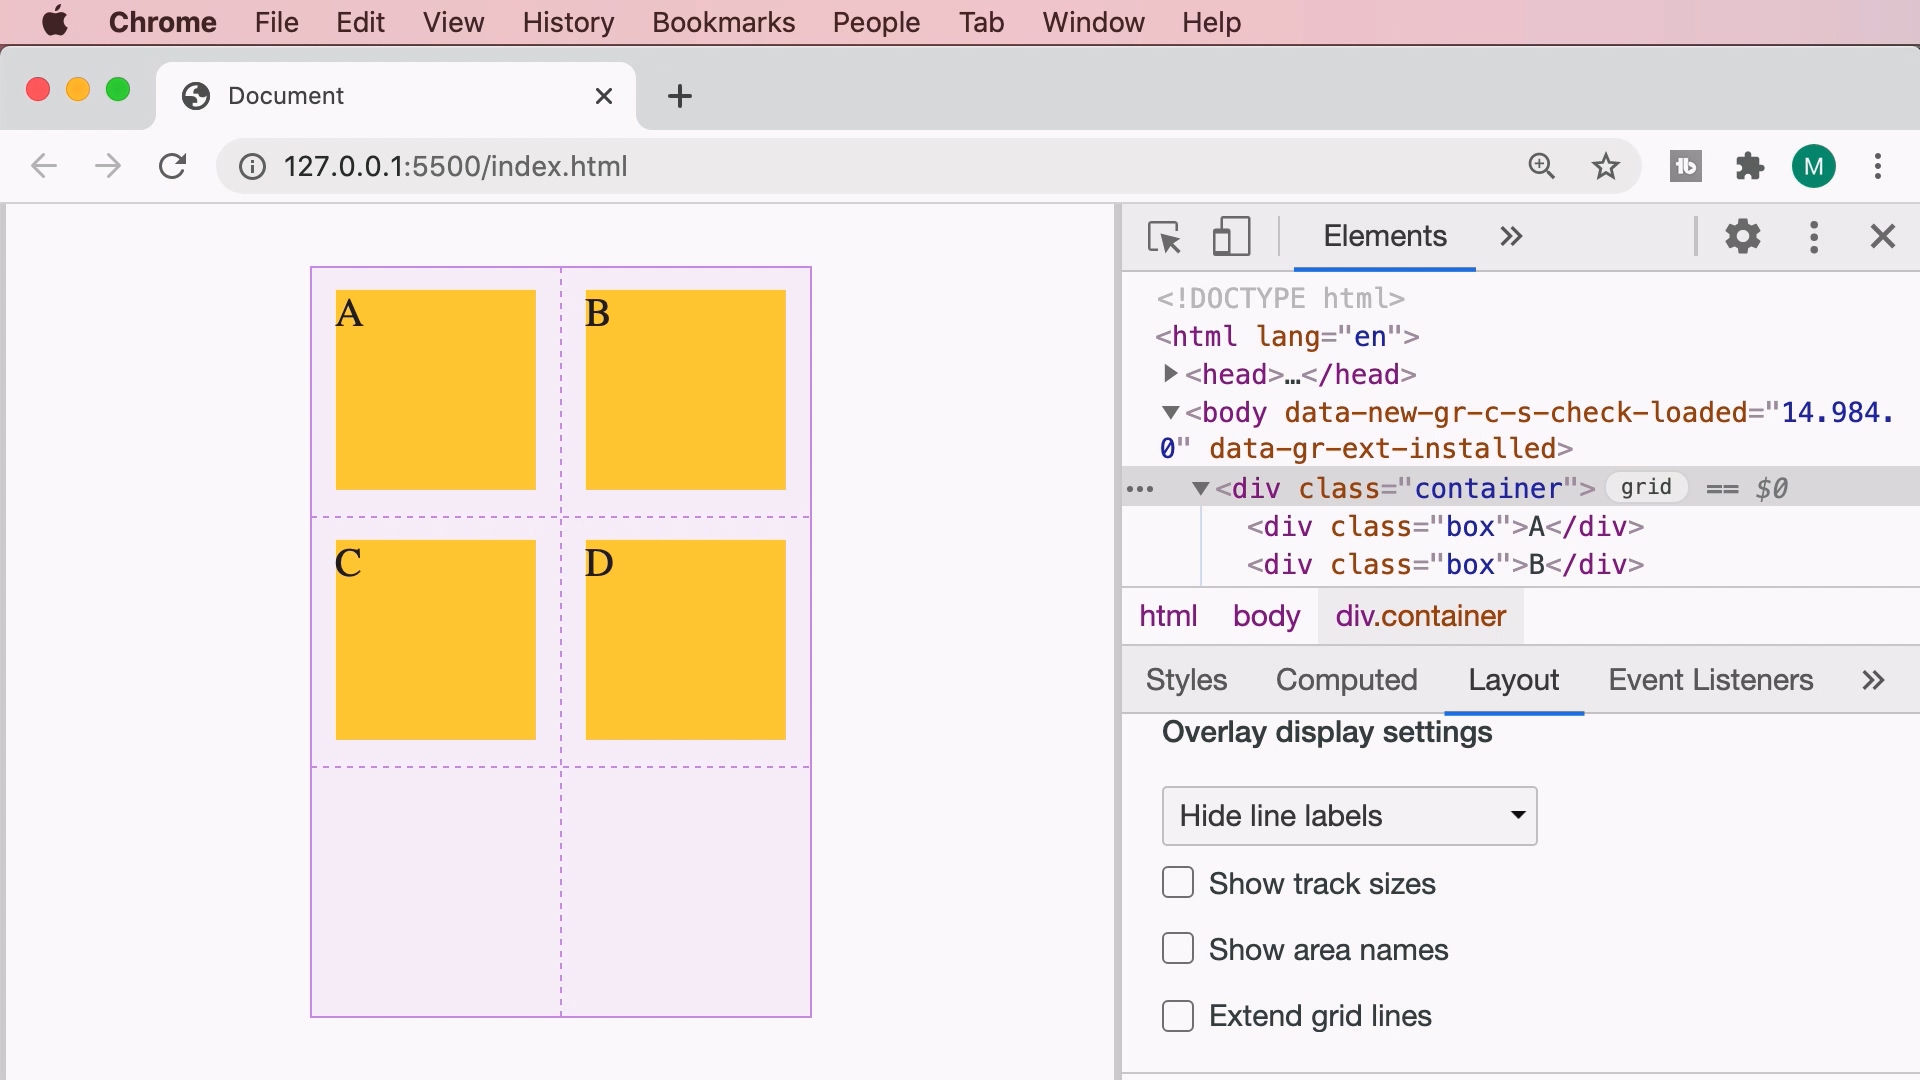 Chrome File Edit View History Bookmarks People Tab Window Help
Document
127.0.0.1:5500/index.html
M
A B
C D
Elements
<!DOCTYPE html>
<html lang="en">
<head>…</head>
<body data-new-gr-c-s-check-loaded="14.984.
0" data-gr-ext-installed>
<div class="container"> grid == $0
<div class="box">A</div>
<div class="box">B</div>
html body div.container
Styles Computed Layout Event Listeners
Overlay display settings
Hide line labels
Show track sizes
Show area names
Extend grid lines